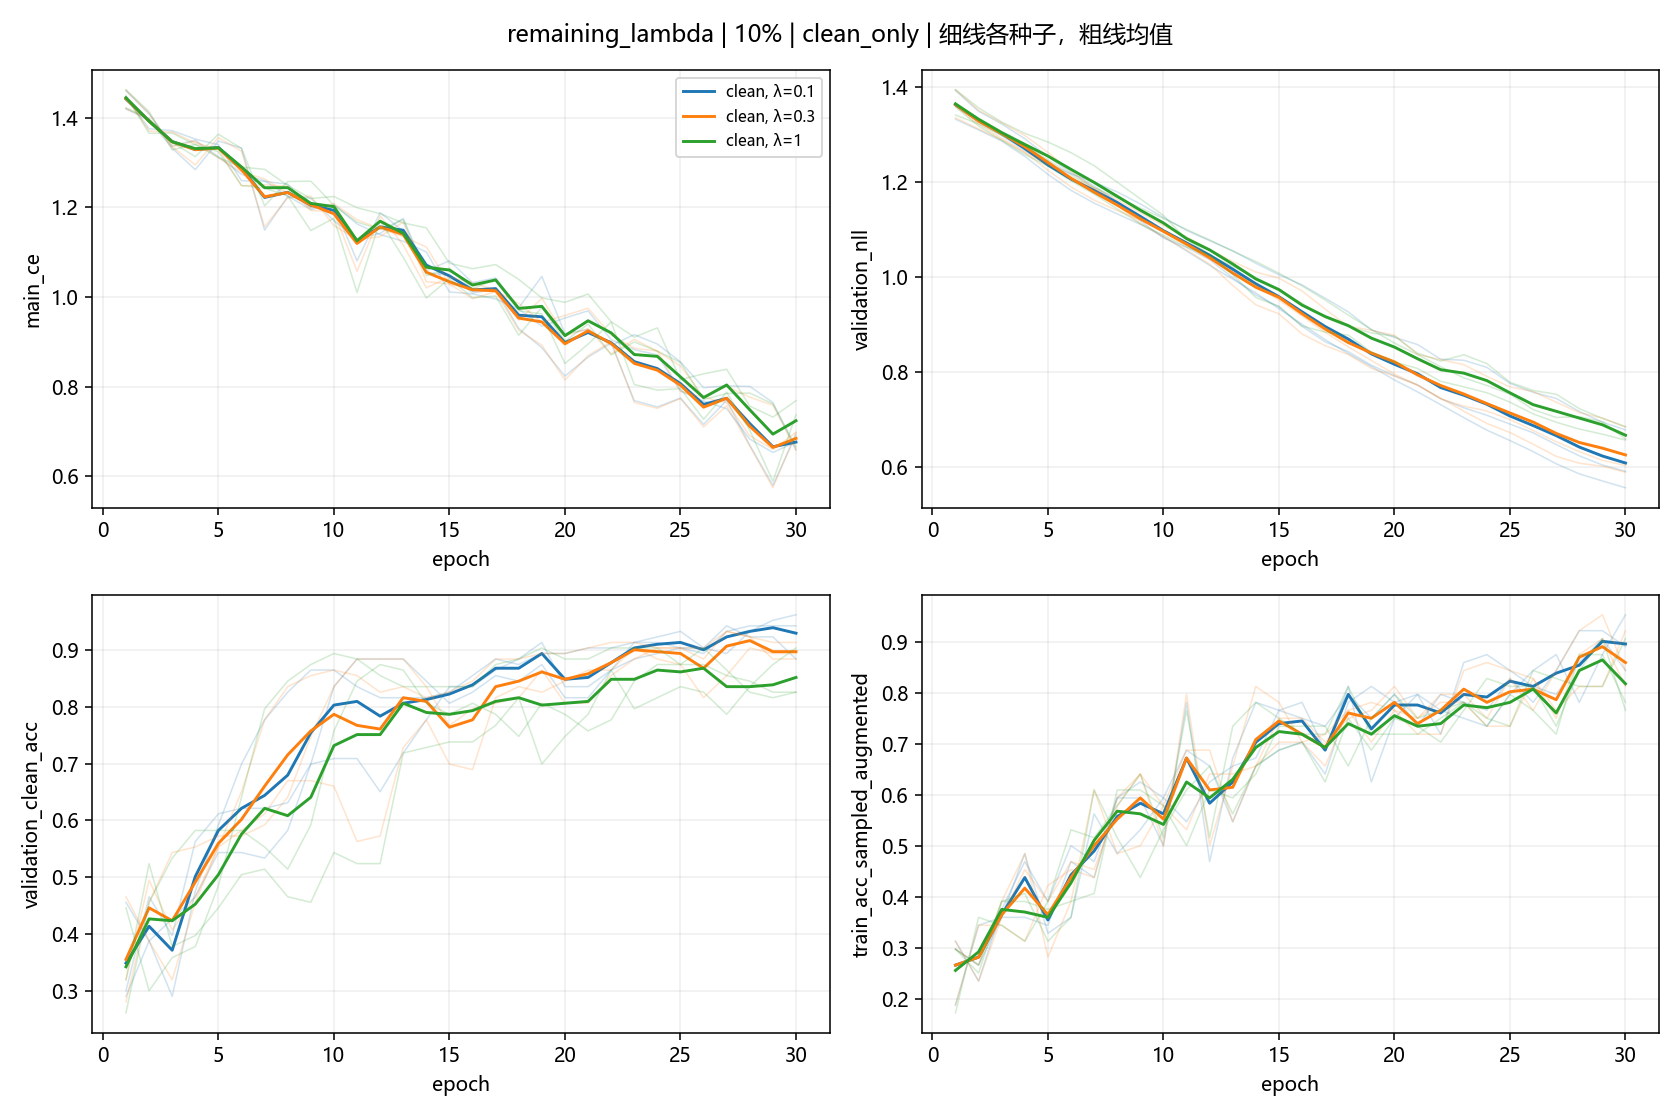 remaining_lambda | 10% | clean_only | 细线各种子，粗线均值
main_ce
1.4
1.2
1.0
0.8
0.6
clean, λ=0.1
clean, λ=0.3
clean, λ=1
0 5 10 15 20 25 30
epoch
validation_nll
1.4
1.2
1.0
0.8
0.6
0 5 10 15 20 25 30
epoch
validation_clean_acc
0.9
0.8
0.7
0.6
0.5
0.4
0.3
0 5 10 15 20 25 30
epoch
train_acc_sampled_augmented
0.9
0.8
0.7
0.6
0.5
0.4
0.3
0.2
0 5 10 15 20 25 30
epoch